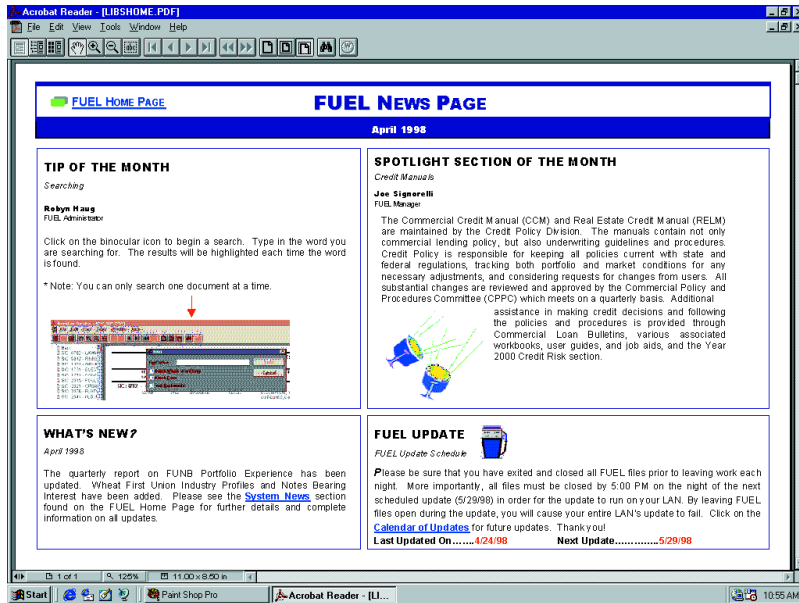 Acrobat Reader - [LIBSHOME.PDF]
File Edit View Tools Window Help
FUEL HOME PAGE
FUEL NEWS PAGE
April 1998
TIP OF THE MONTH
Searching
Robyn Haug
FUEL Administrator
Click on the binocular icon to begin a search. Type in the word you
are searching for. The results will be highlighted each time the word
is found.
* Note: You can only search one document at a time.
SPOTLIGHT SECTION OF THE MONTH
Credit Manuals
Joe Signorelli
FUEL Manager
The Commercial Credit Manual (CCM) and Real Estate Credit Manual (RELM)
are maintained by the Credit Policy Division. The manuals contain not only
commercial lending policy, but also underwriting guidelines and procedures.
Credit Policy is responsible for keeping all policies current with state and
federal regulations, tracking both portfolio and market conditions for any
necessary adjustments, and considering requests for changes from users. All
substantial changes are reviewed and approved by the Commercial Policy and
Procedures Committee (CPPC) which meets on a quarterly basis. Additional
assistance in making credit decisions and following
the policies and procedures is provided through
Commercial Loan Bulletins, various associated
workbooks, user guides, and job aids, and the Year
2000 Credit Risk section.
WHAT'S NEW?
April 1998
The quarterly report on FUNB Portfolio Experience has been
updated. Wheat First Union Industry Profiles and Notes Bearing
Interest have been added. Please see the System News section
found on the FUEL Home Page for further details and complete
information on all updates.
FUEL UPDATE
FUEL Update Schedule
Please be sure that you have exited and closed all FUEL files prior to leaving work each
night. More importantly, all files must be closed by 5:00 PM on the night of the next
scheduled update (5/29/98) in order for the update to run on your LAN. By leaving FUEL
files open during the update, you will cause your entire LAN's update to fail. Click on the
Calendar of Updates for future updates. Thank you!
Last Updated On.......4/24/98 Next Update..............5/29/98
1 of 1 125% 11.00 x 8.50 in
Start Paint Shop Pro Acrobat Reader - [LI... 10:55 AM